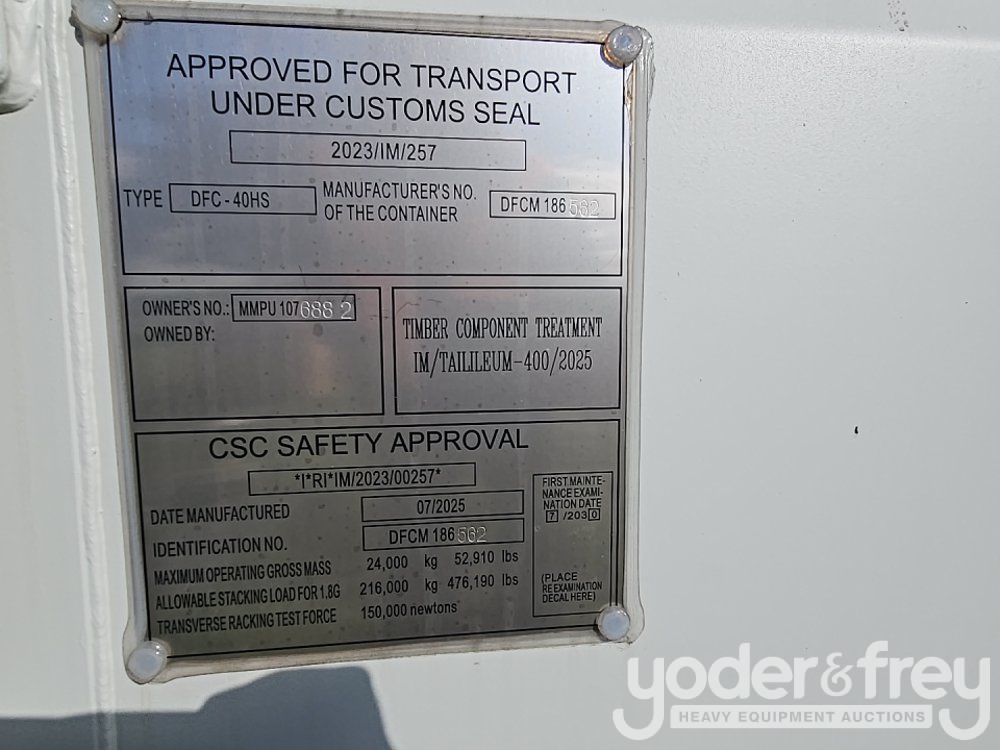 APPROVED FOR TRANSPORT
UNDER CUSTOMS SEAL
2023/IM/257
TYPE DFC - 40HS MANUFACTURER'S NO.
OF THE CONTAINER DFCM 186 562
OWNER'S NO.: MMPU 107 688 2
OWNED BY:
TIMBER COMPONENT TREATMENT
IM/TAILILEUM-400/2025
CSC SAFETY APPROVAL
*I*RI*IM/2023/00257*
DATE MANUFACTURED 07/2025
IDENTIFICATION NO. DFCM 186 562
MAXIMUM OPERATING GROSS MASS 24,000 kg 52,910 lbs
ALLOWABLE STACKING LOAD FOR 1.8G 216,000 kg 476,190 lbs
TRANSVERSE RACKING TEST FORCE 150,000 newtons
FIRST MAINTE-
NANCE EXAMI-
NATION DATE
7 /2030
(PLACE
RE EXAMINATION
DECAL HERE)
yoder&frey
HEAVY EQUIPMENT AUCTIONS